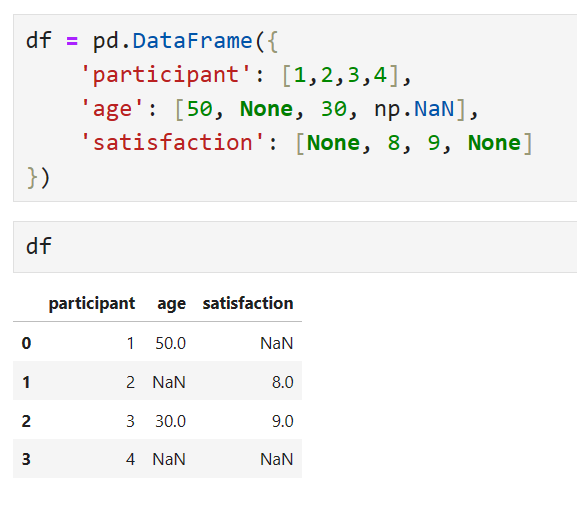 df = pd.DataFrame({
    'participant': [1,2,3,4],
    'age': [50, None, 30, np.NaN],
    'satisfaction': [None, 8, 9, None]
})
df
participant age satisfaction
0 1 50.0 NaN
1 2 NaN 8.0
2 3 30.0 9.0
3 4 NaN NaN